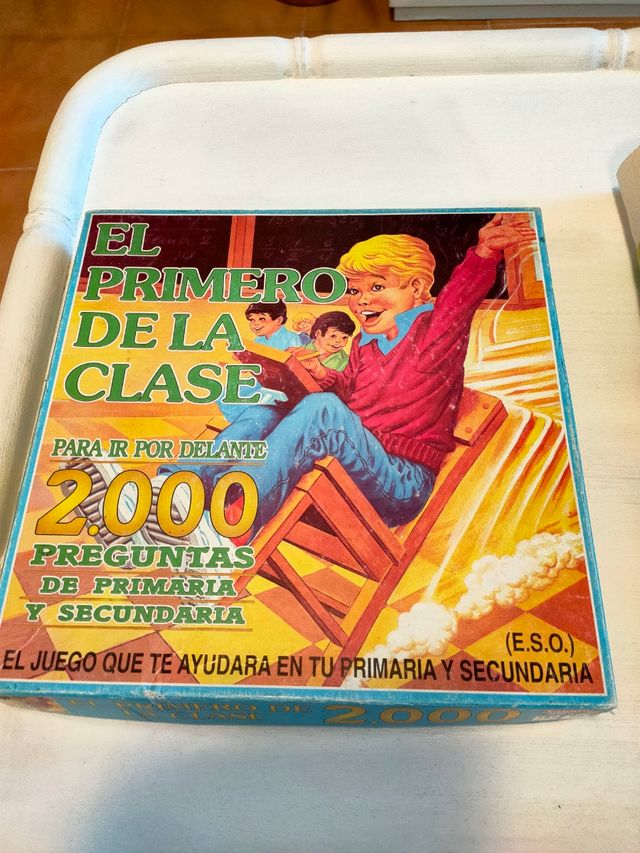 EL
PRIMERO
DE LA
CLASE
PARA IR POR DELANTE
2.000
PREGUNTAS
DE PRIMARIA
Y SECUNDARIA
(E.S.O.)
EL JUEGO QUE TE AYUDARA EN TU PRIMARIA Y SECUNDARIA
EL PRIMERO DE
LA CLASE
2.000